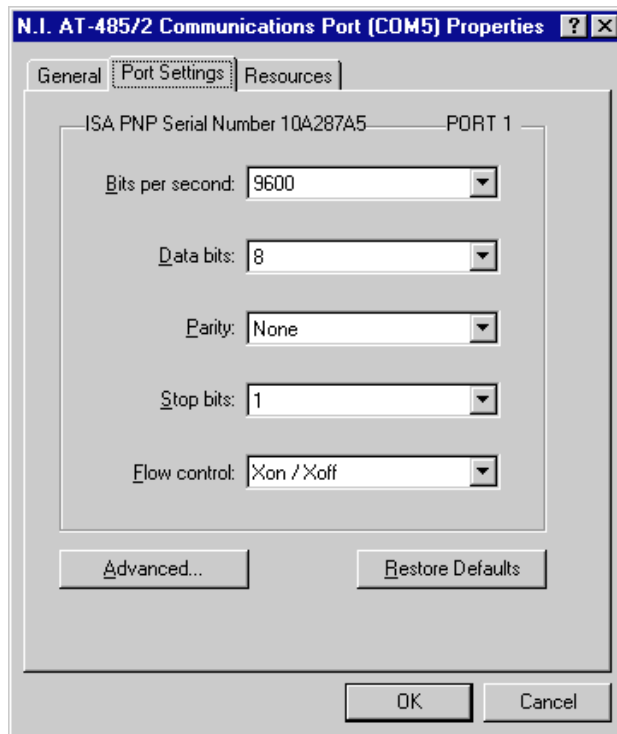 N.I. AT-485/2 Communications Port (COM5) Properties ? X
General Port Settings Resources
ISA PNP Serial Number 10A287A5 PORT 1
Bits per second: 9600
Data bits: 8
Parity: None
Stop bits: 1
Flow control: Xon / Xoff
Advanced... Restore Defaults
OK Cancel